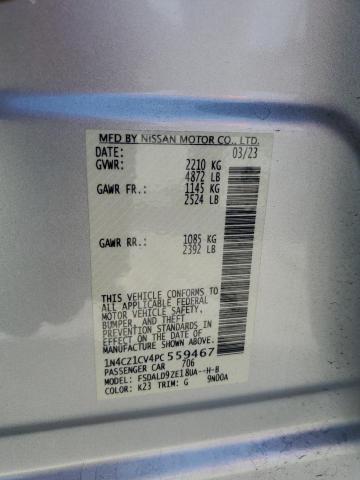 MFD BY NISSAN MOTOR CO., LTD.
DATE: 03/23
GVWR: 2210 KG
4872 LB
GAWR FR.: 1145 KG
2524 LB
GAWR RR.: 1085 KG
2392 LB
THIS VEHICLE CONFORMS TO
ALL APPLICABLE FEDERAL
MOTOR VEHICLE SAFETY,
BUMPER, AND THEFT
PREVENTION STANDARDS
IN EFFECT ON THE DATE OF
MANUFACTURE SHOWN ABOVE.
1N4CZ1CV4PC559467
PASSENGER CAR 706
MODEL: FSDALD9ZE18UA--H-B
COLOR: K23 TRIM: G 9N00A